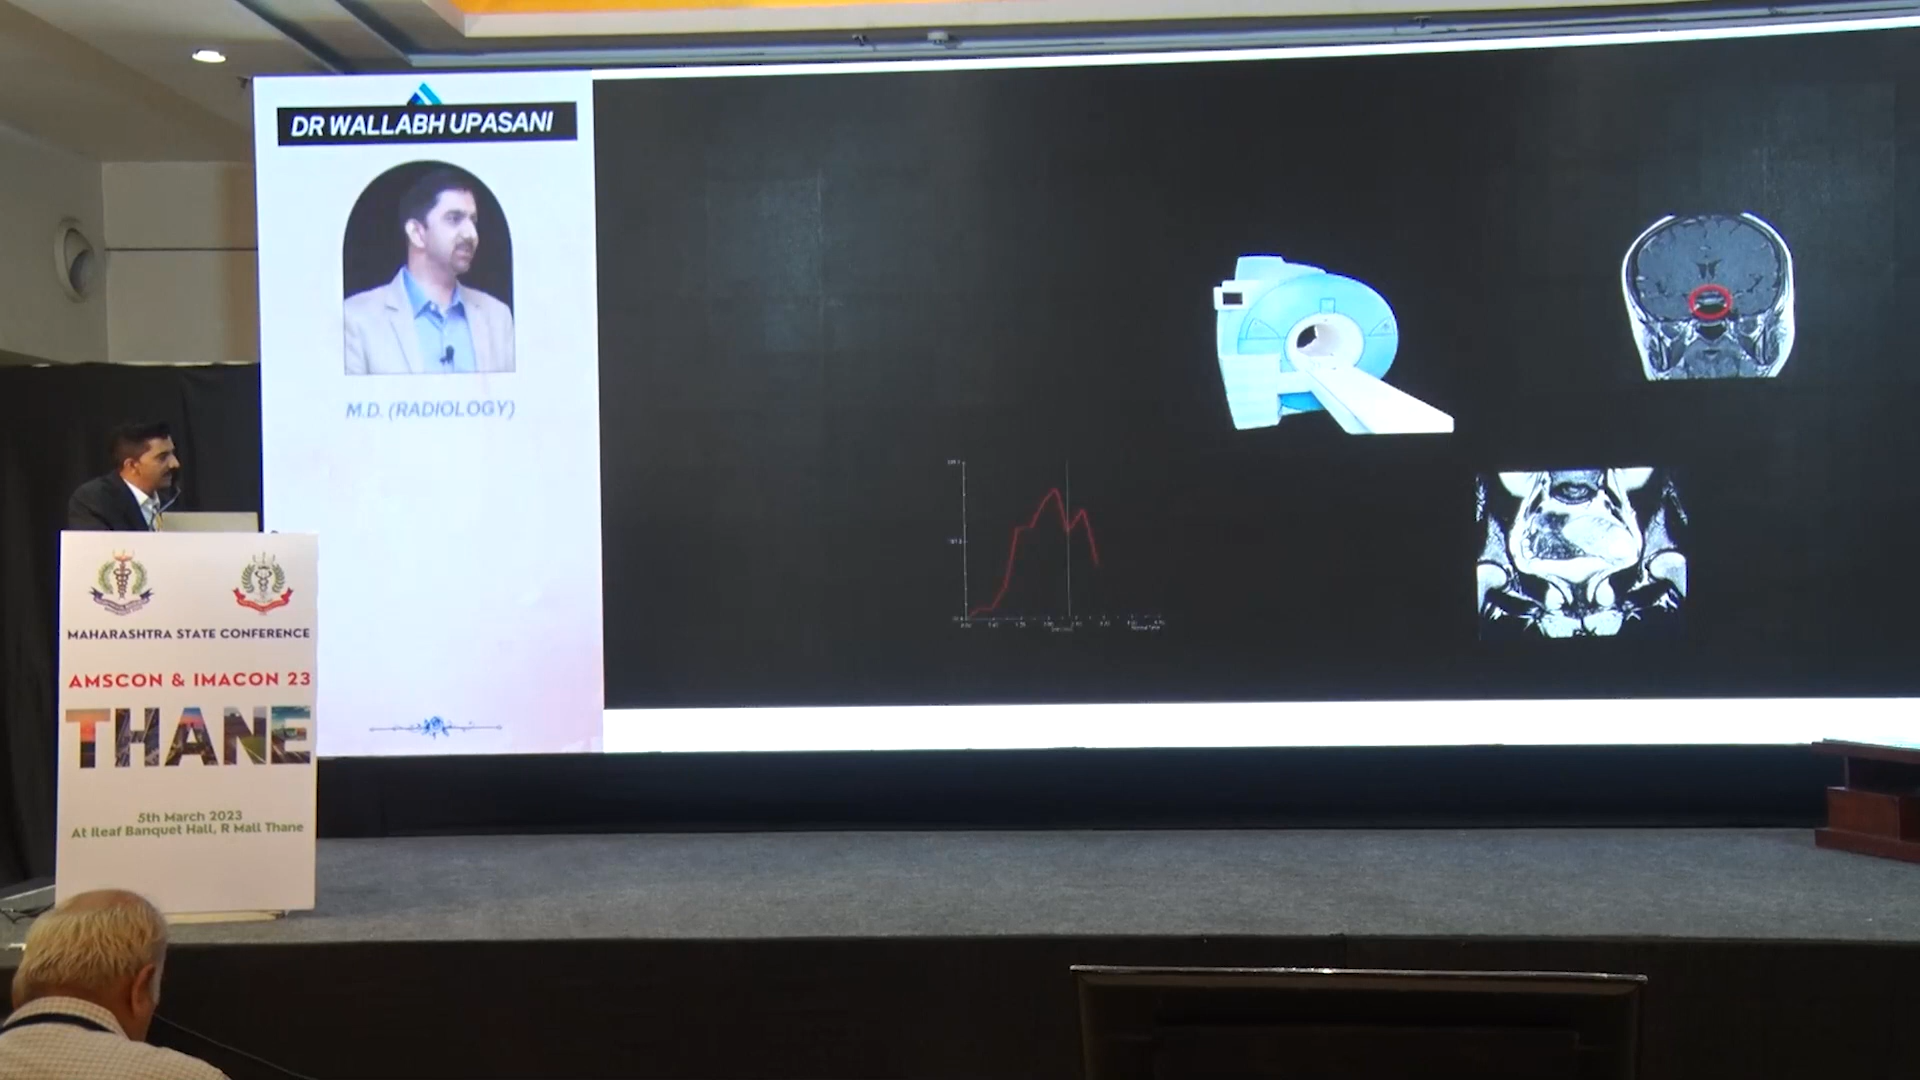 DR WALLABH UPASANI
M.D. (RADIOLOGY)
MAHARASHTRA STATE CONFERENCE
AMSCON & IMACON 23
THANE
5th March 2023
At Ileaf Banquet Hall, R Mall Thane